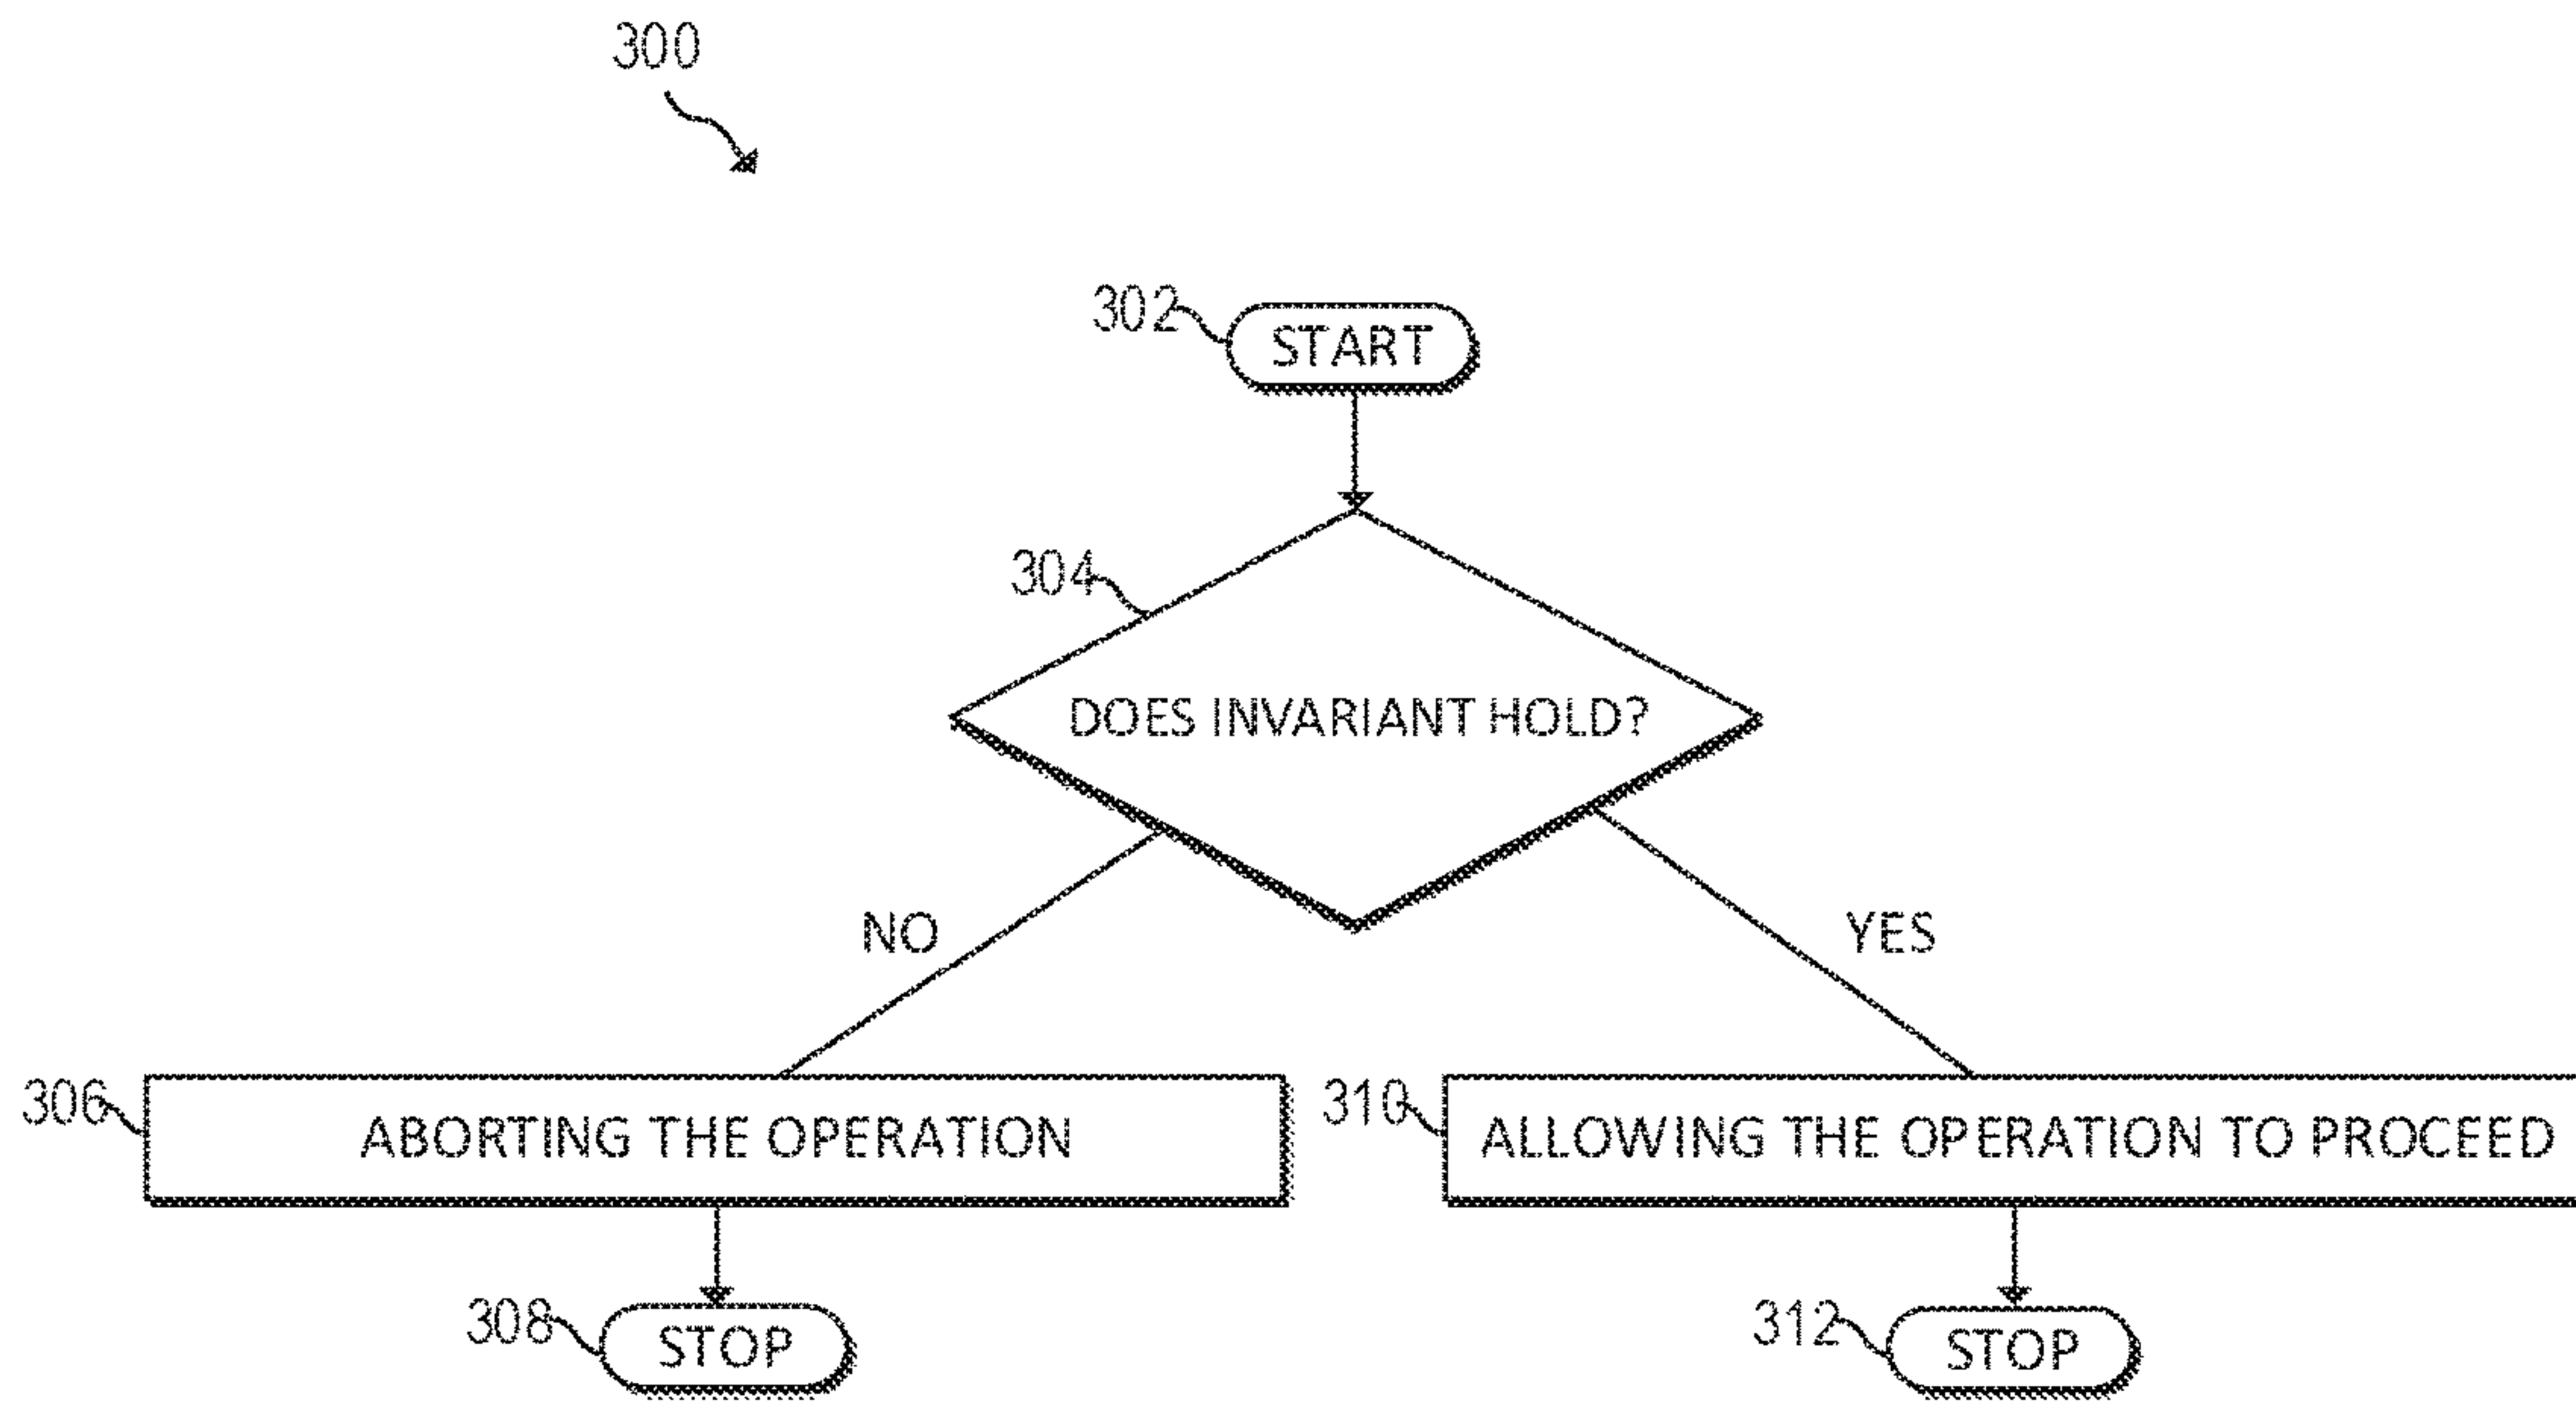 300
302
START
304
DOES INVARIANT HOLD?
NO
YES
306
ABORTING THE OPERATION
310
ALLOWING THE OPERATION TO PROCEED
308
STOP
312
STOP